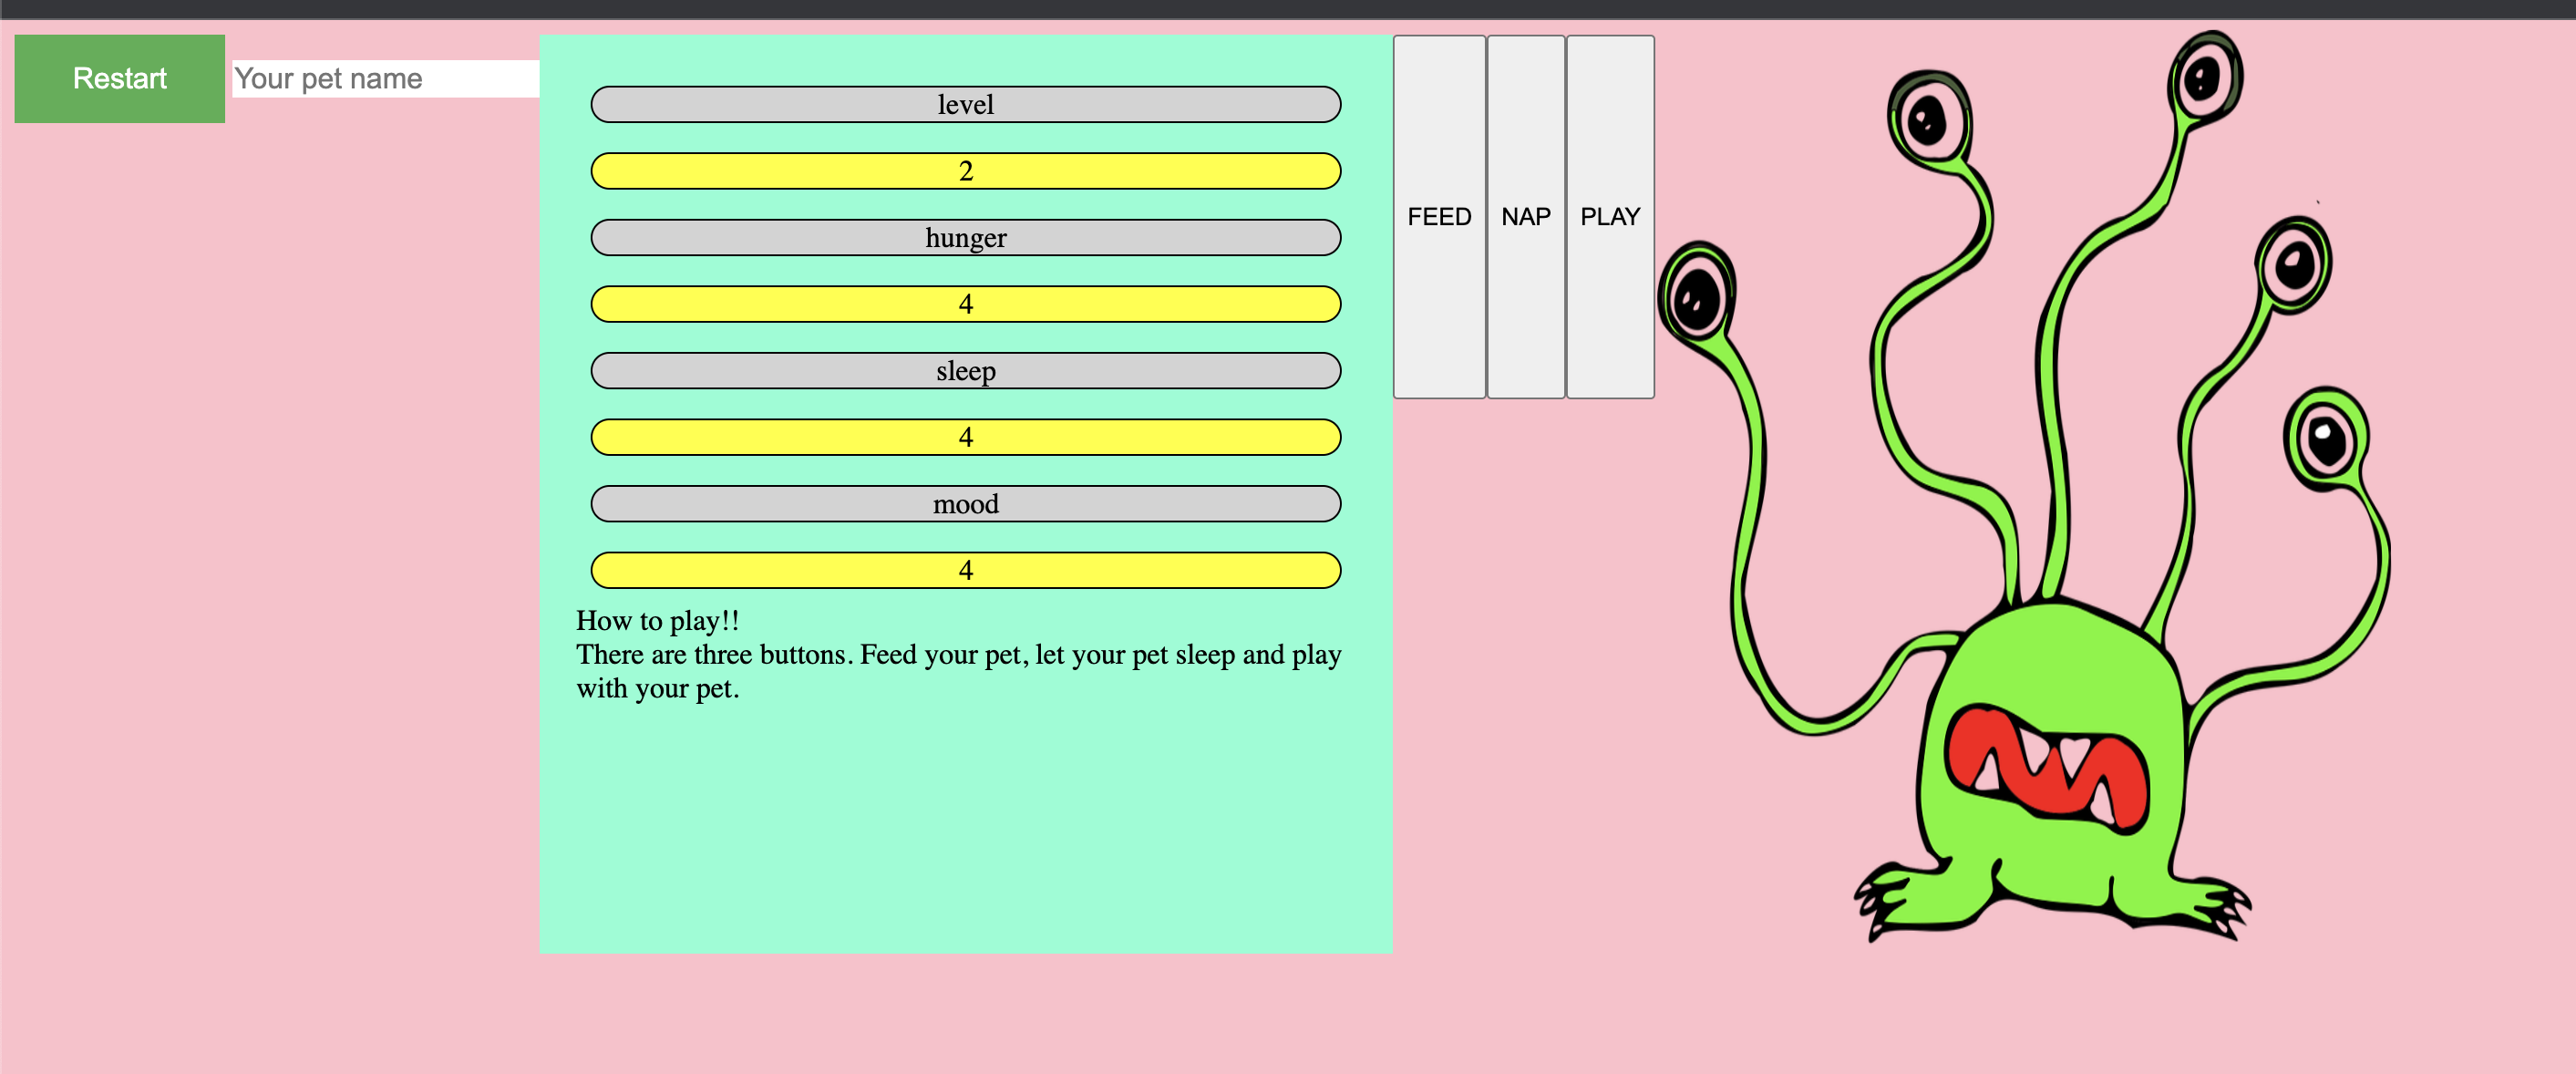 Restart
Your pet name
level
2
hunger
4
sleep
4
mood
4
How to play!!
There are three buttons. Feed your pet, let your pet sleep and play
with your pet.
FEED
NAP
PLAY